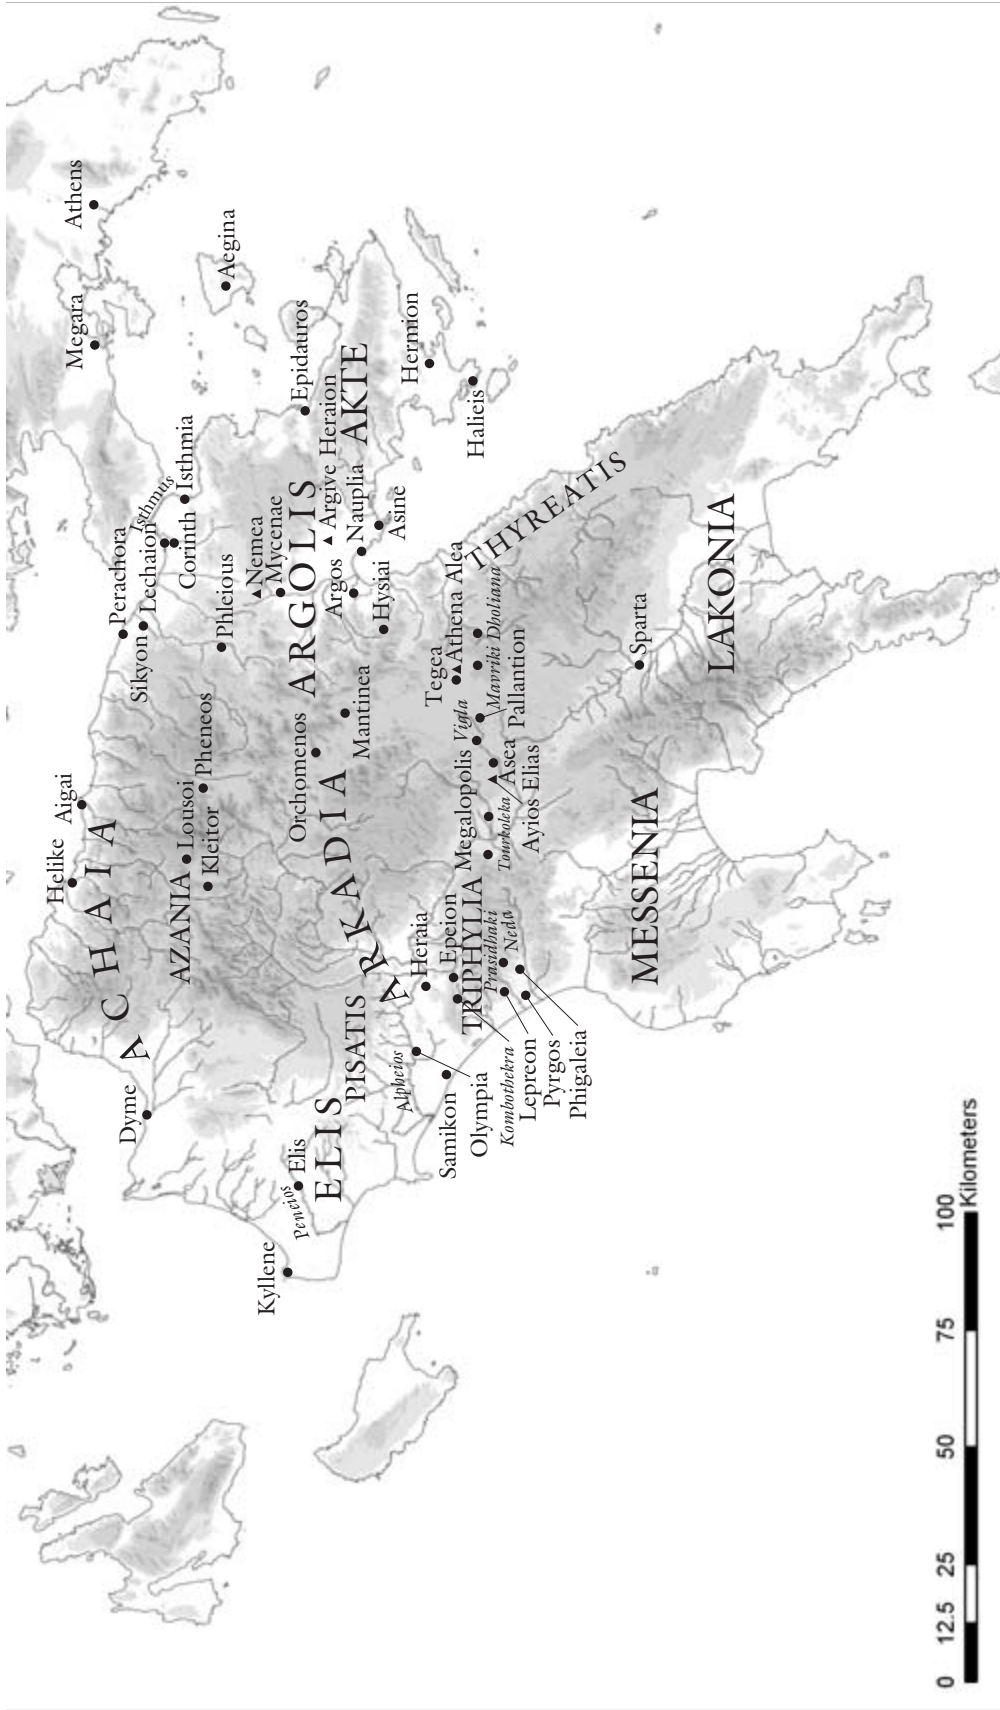 Athens
Megara
Aegina
Perachora
Lechaion
Isthmus
Isthmia
Corinth
Sikyon
Helike
Aigai
ACHAIA
Dyme
Kyllene
Peneios
Elis
ELIS
PISATIS
AZANIA
Lousoi
Kleitor
Pheneos
Phleious
Nemea
Mycenae
ARGOLIS
Argive Heraion
Epidauros
AKTE
Argos
Nauplia
Asine
Hysiai
Hermion
Halieis
Orchomenos
Mantinea
ARKADIA
Tegea
Athena Alea
Mavriki
Dholiana
Vigla
Pallantion
Megalopolis
Asea
Tourkoleka
Ayios Elias
THYREATIS
Heraia
Epeion
TRIPHYLIA
Prasidhaki
Neda
Alpheios
Samikon
Olympia
Kombothekra
Lepreon
Pyrgos
Phigaleia
Sparta
LAKONIA
MESSENIA
0 12.5 25 50 75 100
Kilometers